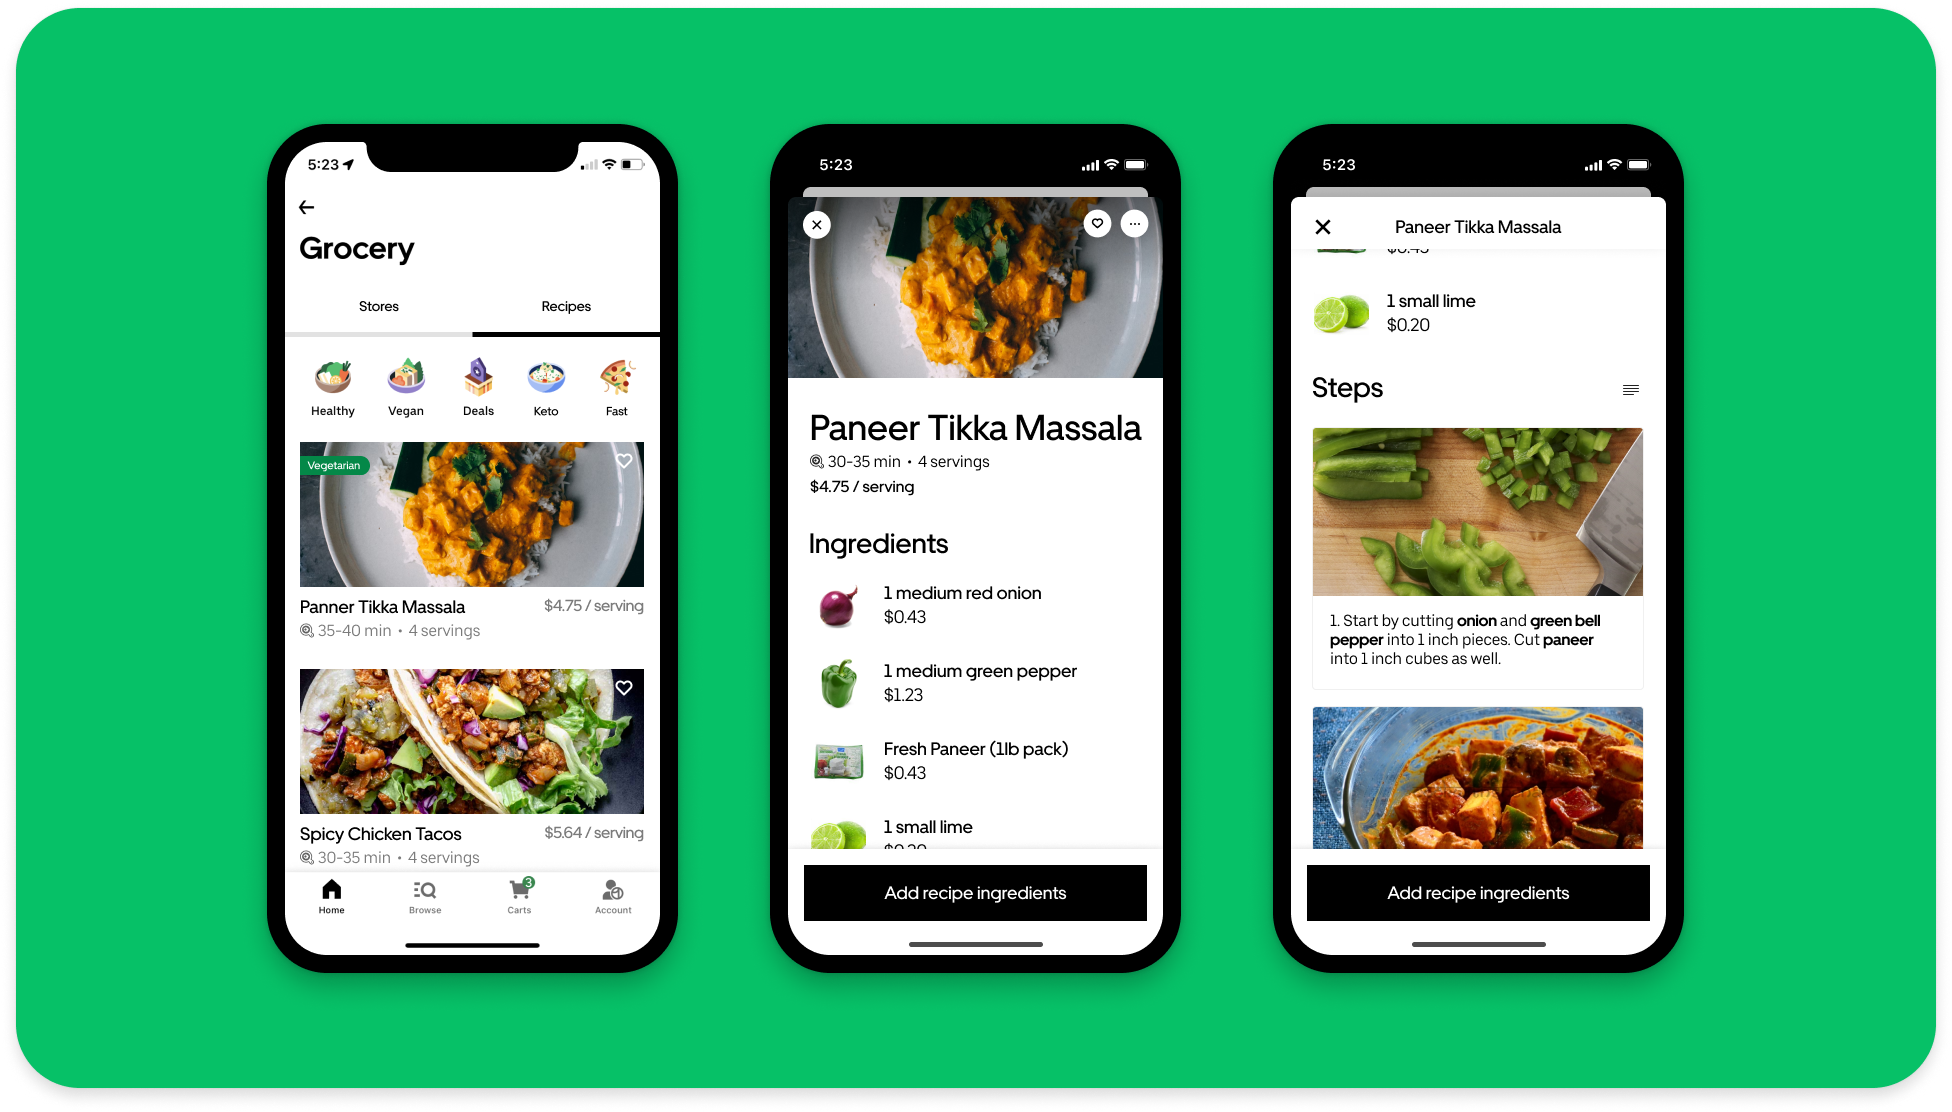 5:23
Grocery
Stores
Recipes
Healthy
Vegan
Deals
Keto
Fast
Vegetarian
Panner Tikka Massala
$4.75 / serving
35-40 min • 4 servings
Spicy Chicken Tacos
$5.64 / serving
30-35 min • 4 servings
3
Home
Browse
Carts
Account
5:23
Paneer Tikka Massala
30-35 min • 4 servings
$4.75 / serving
Ingredients
1 medium red onion
$0.43
1 medium green pepper
$1.23
Fresh Paneer (1lb pack)
$0.43
1 small lime
$0.20
Add recipe ingredients
5:23
Paneer Tikka Massala
$0.43
1 small lime
$0.20
Steps
1. Start by cutting onion and green bell
pepper into 1 inch pieces. Cut paneer
into 1 inch cubes as well.
Add recipe ingredients